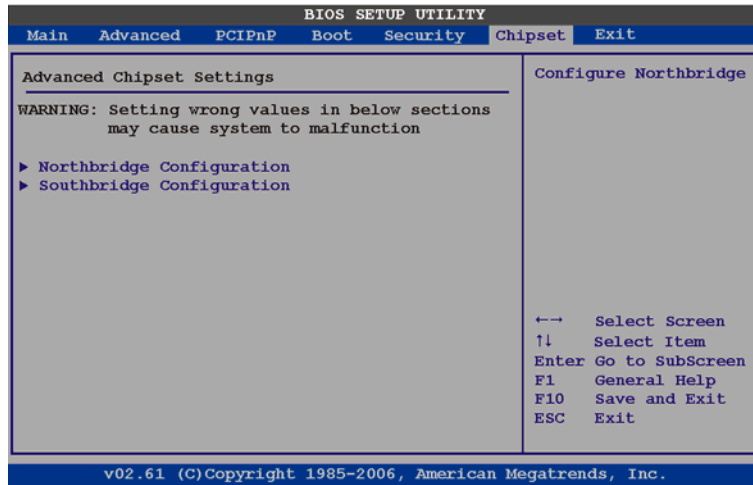 BIOS SETUP UTILITY
Main Advanced PCIPnP Boot Security Chipset Exit
Advanced Chipset Settings
WARNING: Setting wrong values in below sections
may cause system to malfunction
▶ Northbridge Configuration
▶ Southbridge Configuration
Configure Northbridge
←→ Select Screen
↑↓ Select Item
Enter Go to SubScreen
F1 General Help
F10 Save and Exit
ESC Exit
v02.61 (C)Copyright 1985-2006, American Megatrends, Inc.